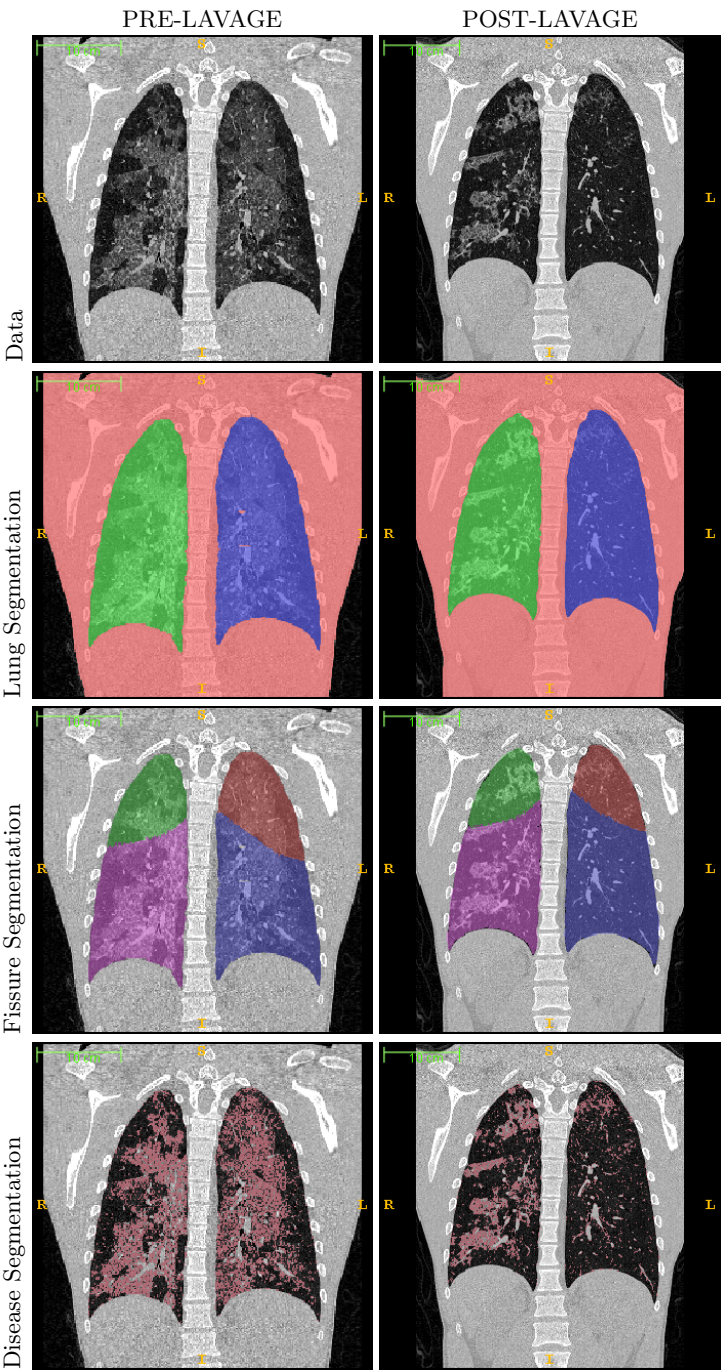 PRE-LAVAGE POST-LAVAGE
Data
S S
R L R L
I I
Lung Segmentation
S S
R L R L
I I
Fissure Segmentation
S S
R L R L
I I
Disease Segmentation
S S
R L R L
I I